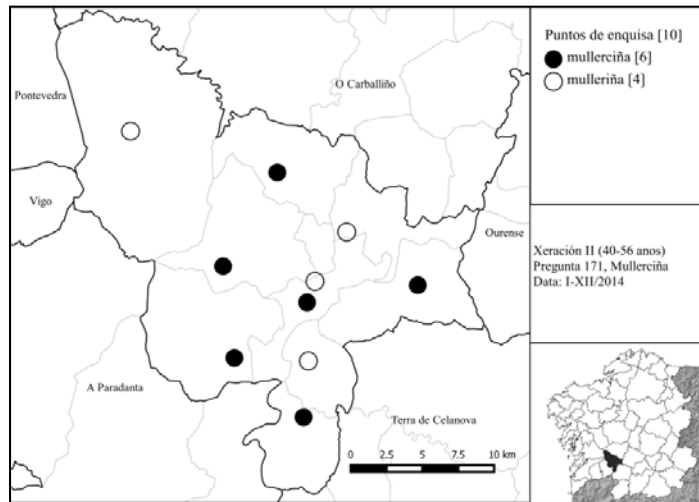 Puntos de enquisa [10]
mullerciña [6]
mulleriña [4]
O Carballiño
Pontevedra
Vigo
Ourense
Xeración II (40-56 anos)
Pregunta 171, Mullerciña
Data: I-XII/2014
A Paradanta
Terra de Celanova
0 2.5 5 7.5 10 km